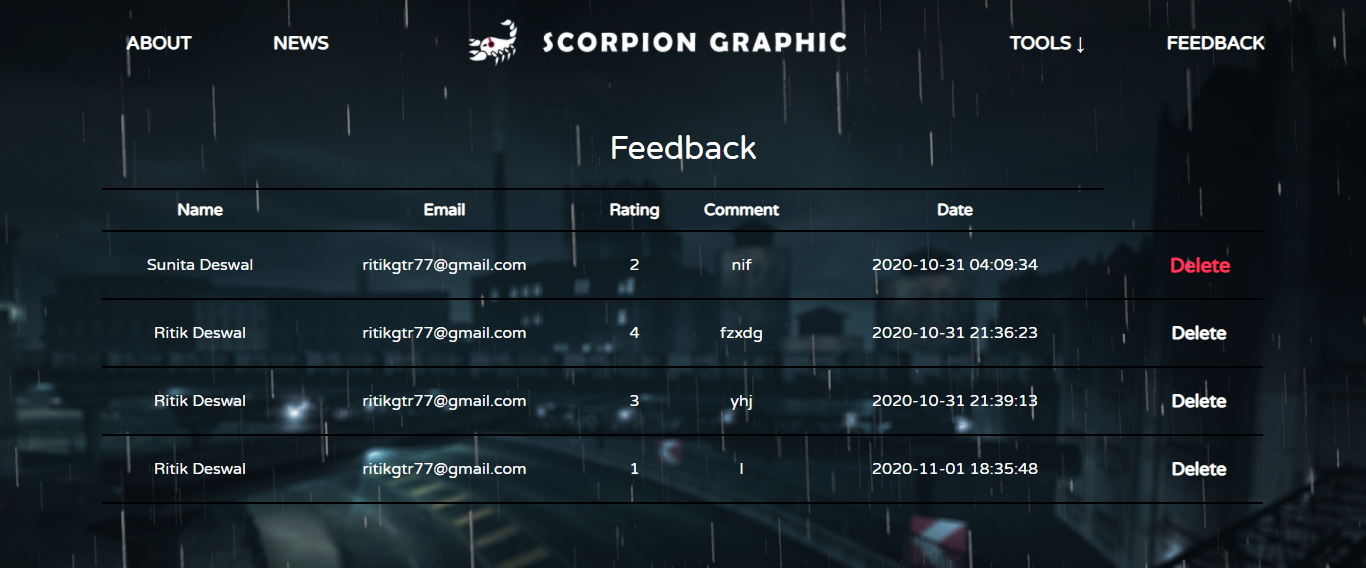 ABOUT NEWS SCORPION GRAPHIC TOOLS ↓ FEEDBACK
Feedback
Name Email Rating Comment Date
Sunita Deswal ritikgtr77@gmail.com 2 nif 2020-10-31 04:09:34 Delete
Ritik Deswal ritikgtr77@gmail.com 4 fzxdg 2020-10-31 21:36:23 Delete
Ritik Deswal ritikgtr77@gmail.com 3 yhj 2020-10-31 21:39:13 Delete
Ritik Deswal ritikgtr77@gmail.com 1 l 2020-11-01 18:35:48 Delete